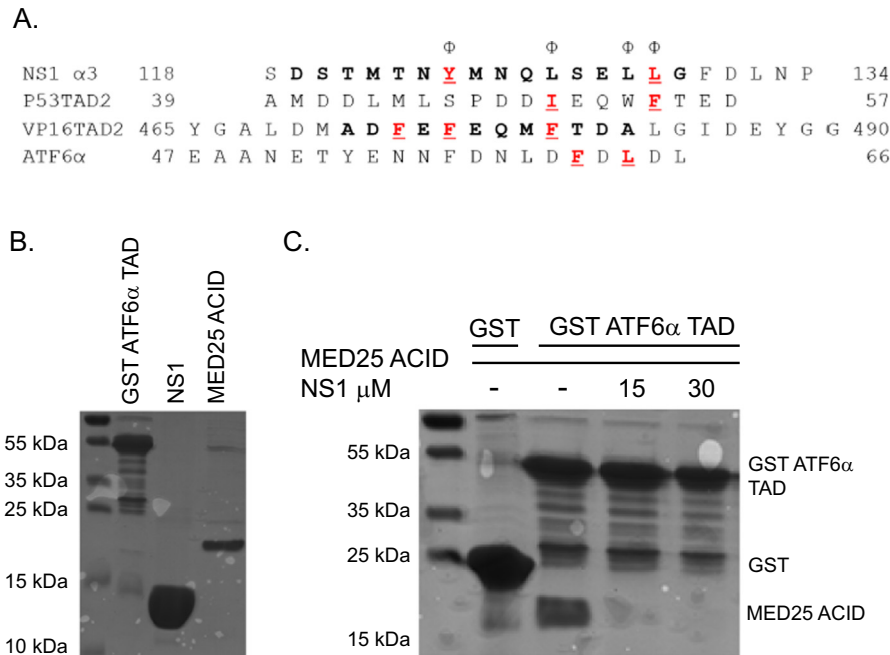 A.
Φ Φ Φ Φ
NS1 α3 118 S D S T M T N Y M N Q L S E L L G F D L N P 134
P53TAD2 39 A M D D L M L S P D D I E Q W F T E D 57
VP16TAD2 465 Y G A L D M A D F E F E Q M F T D A L G I D E Y G G 490
ATF6α 47 E A A N E T Y E N N F D N L D F D L D L 66
B.
GST ATF6α TAD
NS1
MED25 ACID
55 kDa
35 kDa
25 kDa
15 kDa
10 kDa
C.
GST GST ATF6α TAD
MED25 ACID
NS1 μM - - 15 30
55 kDa
35 kDa
25 kDa
15 kDa
GST ATF6α
TAD
GST
MED25 ACID